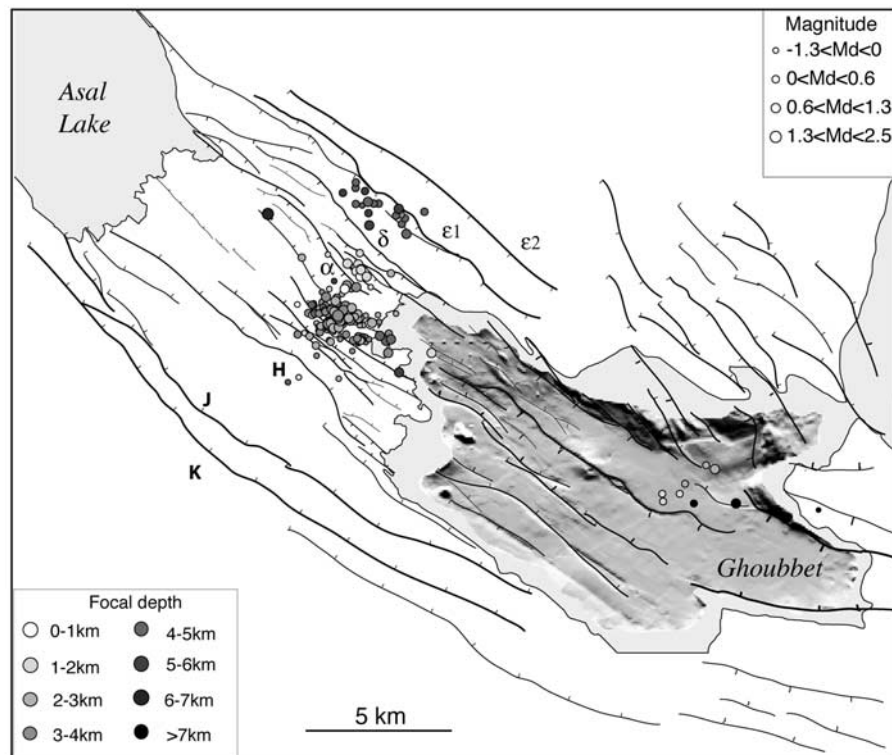 Magnitude
-1.3<Md<0
0<Md<0.6
0.6<Md<1.3
1.3<Md<2.5
Asal
Lake
ε1
δ
ε2
α
H
J
K
Ghoubbet
Focal depth
0-1km
4-5km
1-2km
5-6km
2-3km
6-7km
3-4km
>7km
5 km